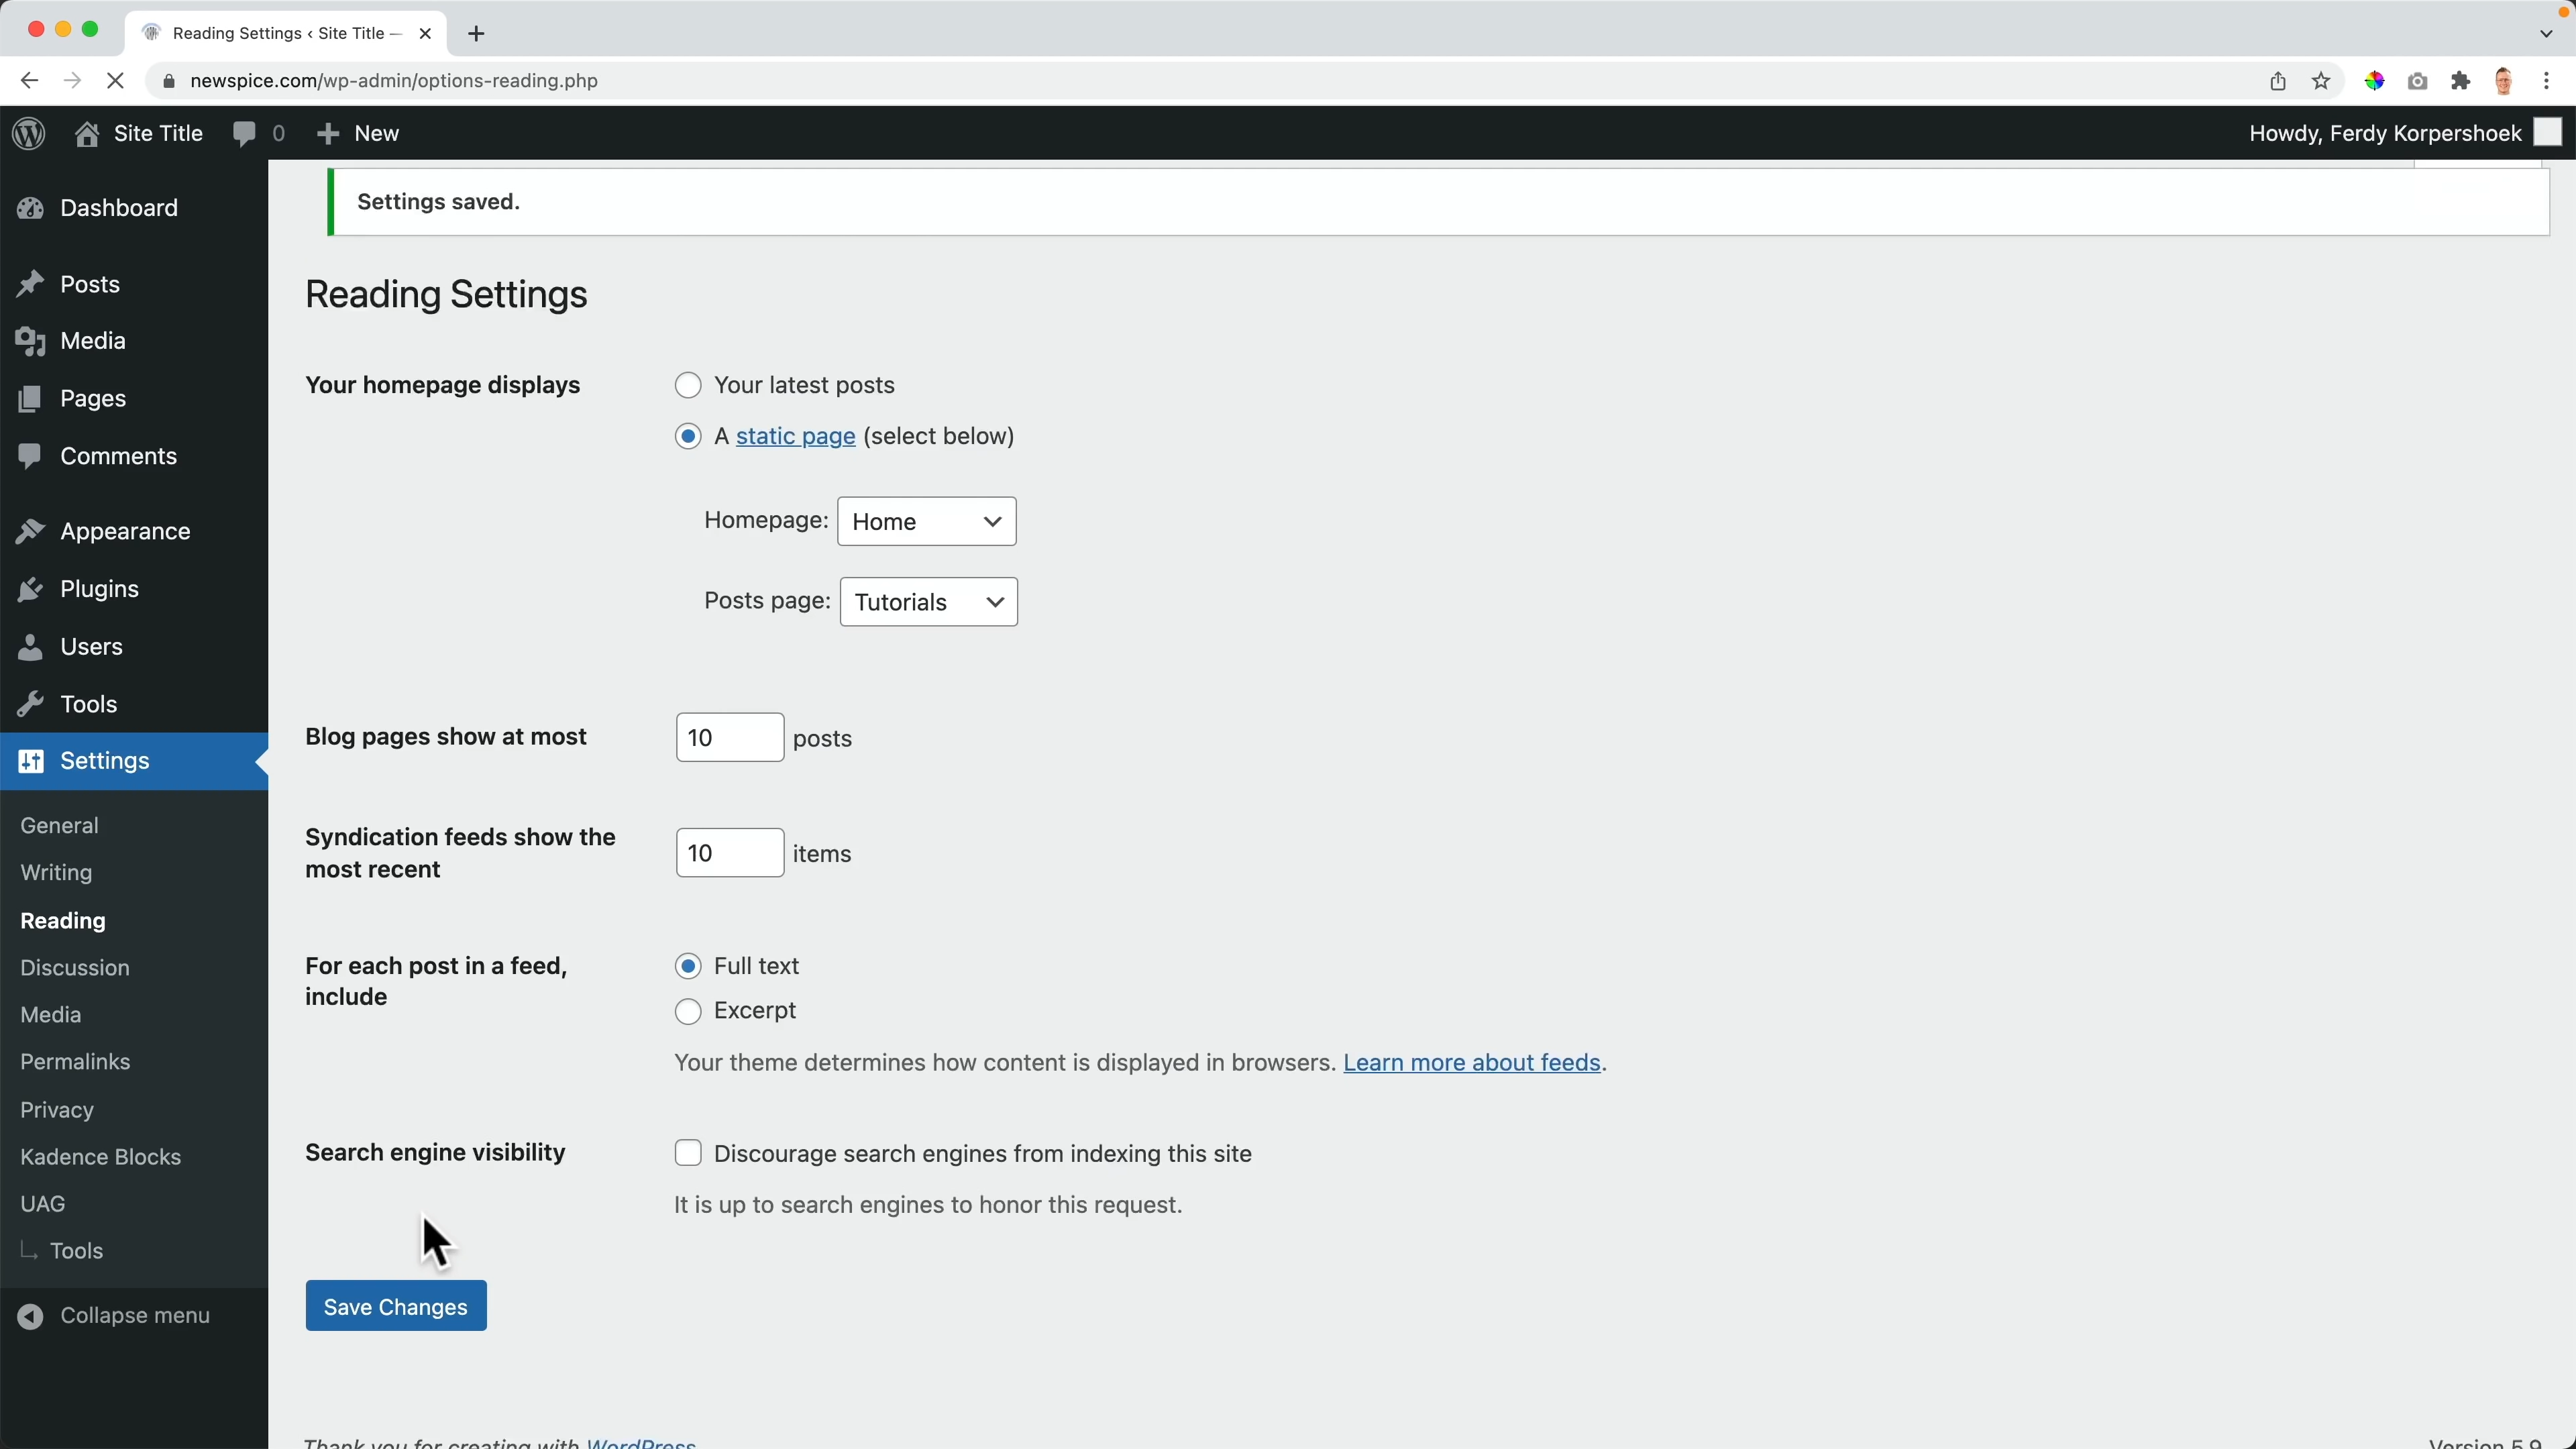 Reading Settings ‹ Site Title —
newspice.com/wp-admin/options-reading.php
Site Title 0 New Howdy, Ferdy Korpershoek
Dashboard
Posts
Media
Pages
Comments
Appearance
Plugins
Users
Tools
Settings
General
Writing
Reading
Discussion
Media
Permalinks
Privacy
Kadence Blocks
UAG
Tools
Collapse menu
Settings saved.
Reading Settings
Your homepage displays
Your latest posts
A static page (select below)
Homepage: Home
Posts page: Tutorials
Blog pages show at most 10 posts
Syndication feeds show the
most recent
10 items
For each post in a feed,
include
Full text
Excerpt
Your theme determines how content is displayed in browsers. Learn more about feeds.
Search engine visibility
Discourage search engines from indexing this site
It is up to search engines to honor this request.
Save Changes
Thank you for creating with WordPress
Version 5.9